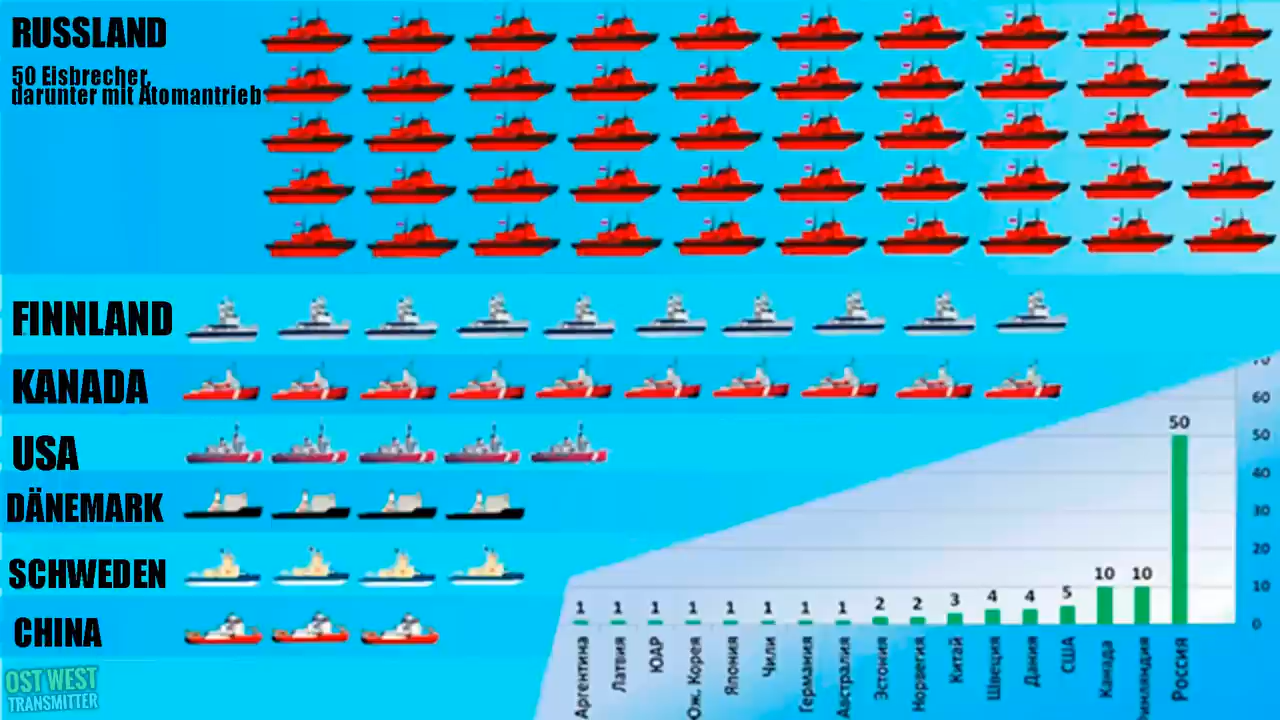 RUSSLAND
50 Eisbrecher,
darunter mit Atomantrieb
FINNLAND
KANADA
USA
DÄNEMARK
SCHWEDEN
CHINA
OST WEST
TRANSMITTER
70
60
50
40
30
20
10
0
1
1
1
1
1
1
1
1
2
2
3
4
4
5
10
10
50
Аргентина
Латвия
ЮАР
Юж. Корея
Япония
Чили
Германия
Австралия
Эстония
Норвегия
Китай
Швеция
Дания
США
Канада
Финляндия
Россия